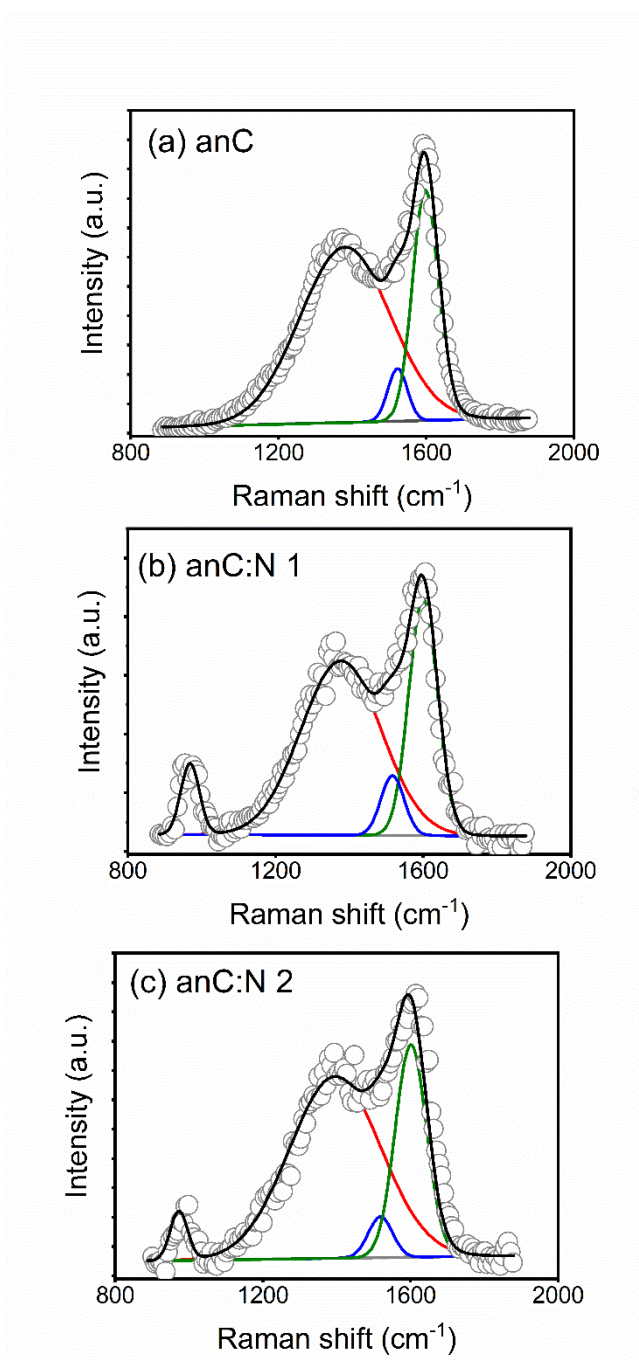 (a) anC
Intensity (a.u.)
800 1200 1600 2000
Raman shift (cm⁻¹)
(b) anC:N 1
Intensity (a.u.)
800 1200 1600 2000
Raman shift (cm⁻¹)
(c) anC:N 2
Intensity (a.u.)
800 1200 1600 2000
Raman shift (cm⁻¹)